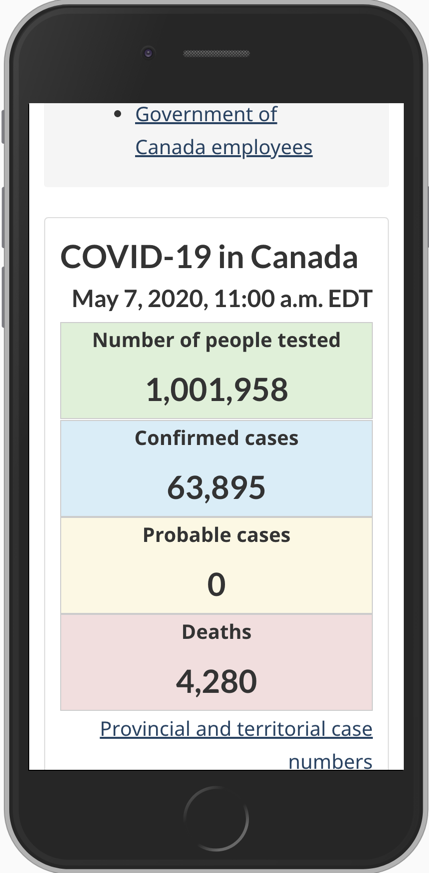 Government of
Canada employees
COVID-19 in Canada
May 7, 2020, 11:00 a.m. EDT
Number of people tested
1,001,958
Confirmed cases
63,895
Probable cases
0
Deaths
4,280
Provincial and territorial case
numbers